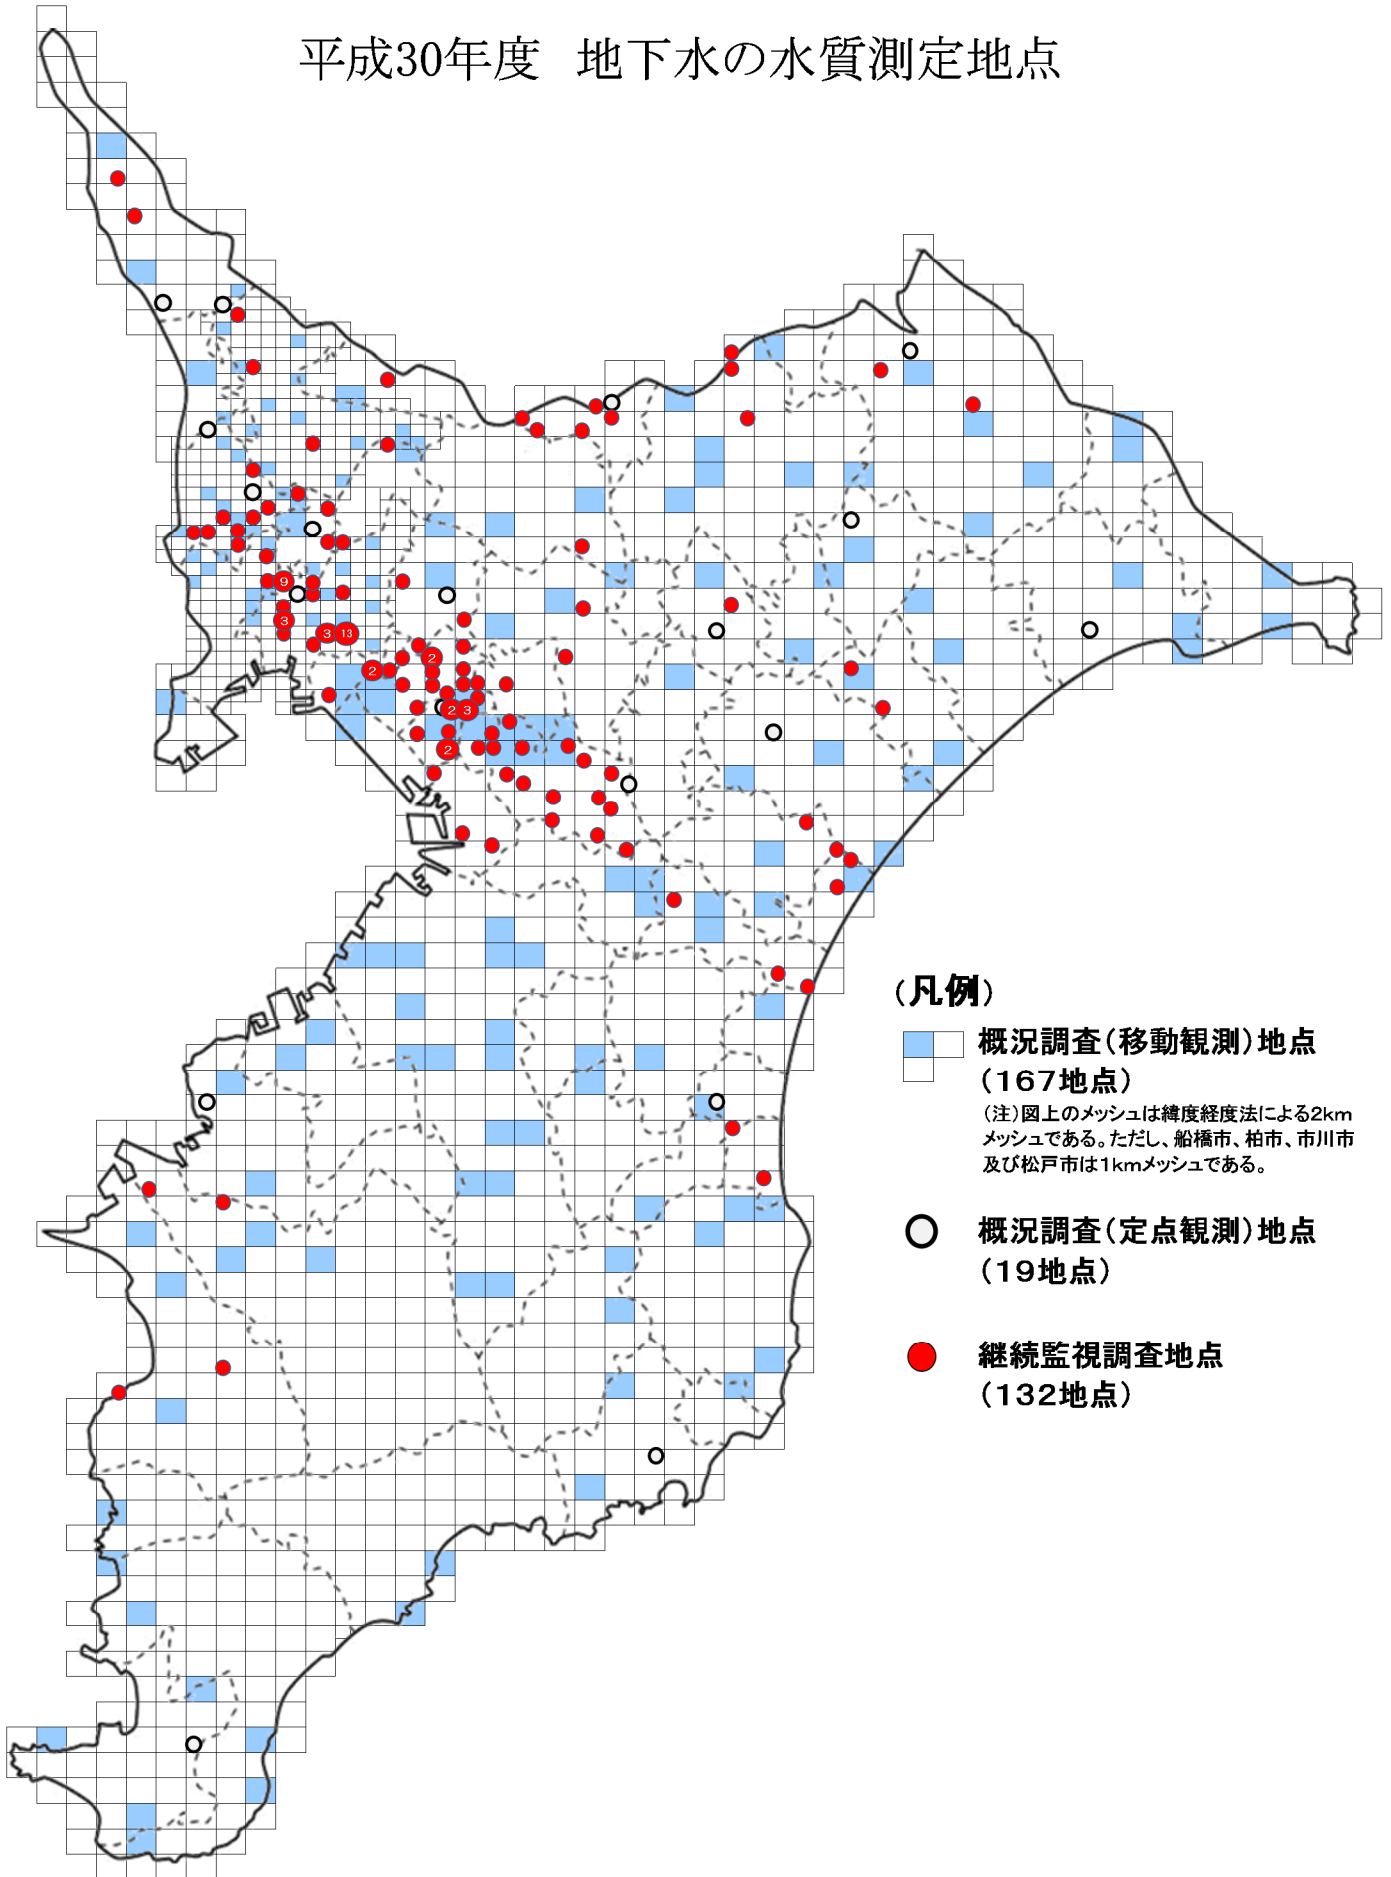 平成30年度　地下水の水質測定地点
9
3
3
13
2
2
2
3
2
（凡例）
概況調査（移動観測）地点
（167地点）
（注）図上のメッシュは緯度経度法による2km
メッシュである。ただし、船橋市、柏市、市川市
及び松戸市は1kmメッシュである。
概況調査（定点観測）地点
（19地点）
継続監視調査地点
（132地点）